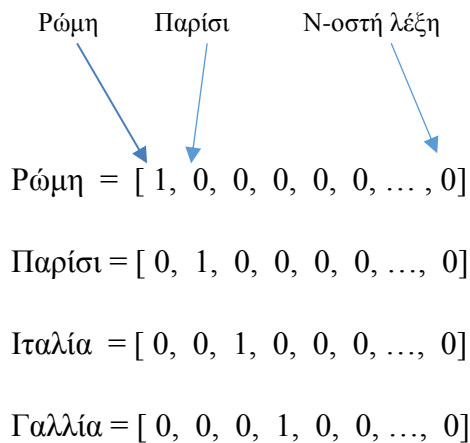 Ρώμη Παρίσι Ν-οστή λέξη
Ρώμη = [ 1, 0, 0, 0, 0, 0, … , 0]
Παρίσι = [ 0, 1, 0, 0, 0, 0, …, 0]
Ιταλία = [ 0, 0, 1, 0, 0, 0, …, 0]
Γαλλία = [ 0, 0, 0, 1, 0, 0, …, 0]